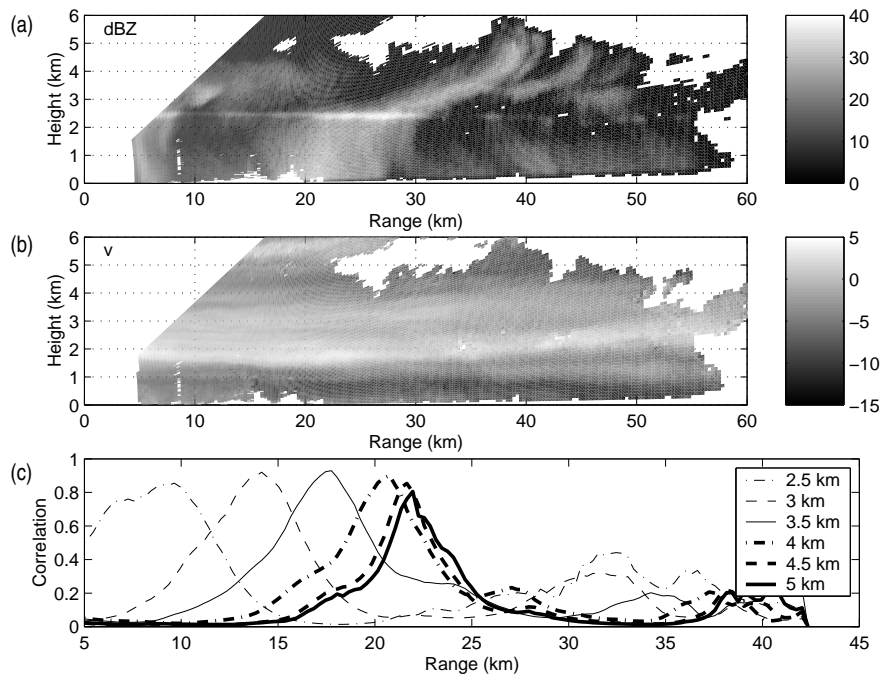 (a)
dBZ
Height (km)
6
5
4
3
2
1
0
0 10 20 30 40 50 60
Range (km)
40
30
20
10
0
(b)
v
Height (km)
6
5
4
3
2
1
0
0 10 20 30 40 50 60
Range (km)
5
0
−5
−10
−15
(c)
Correlation
1
0.8
0.6
0.4
0.2
0
5 10 15 20 25 30 35 40 45
Range (km)
2.5 km
3 km
3.5 km
4 km
4.5 km
5 km